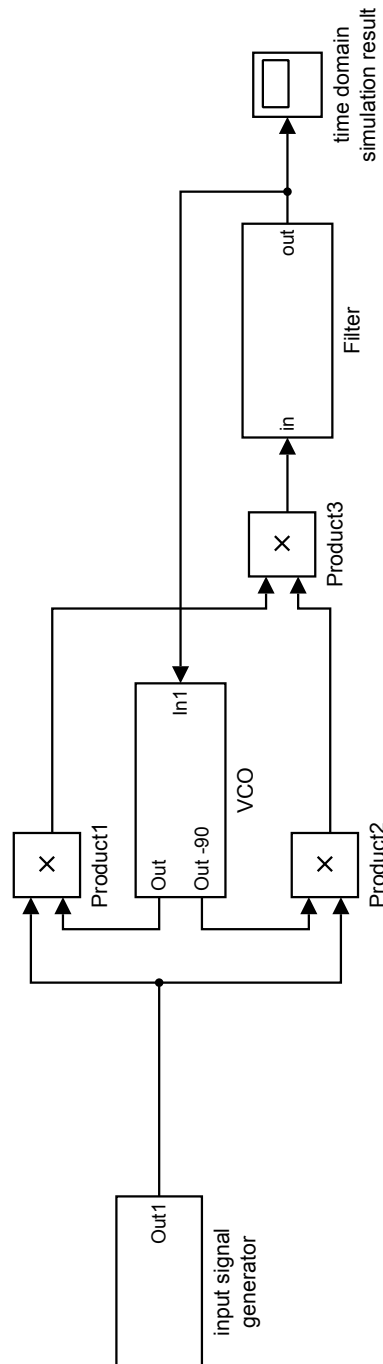 Out1
input signal
generator
×
Product1
Out
Out -90
In1
VCO
×
Product2
×
Product3
in
out
Filter
time domain
simulation result